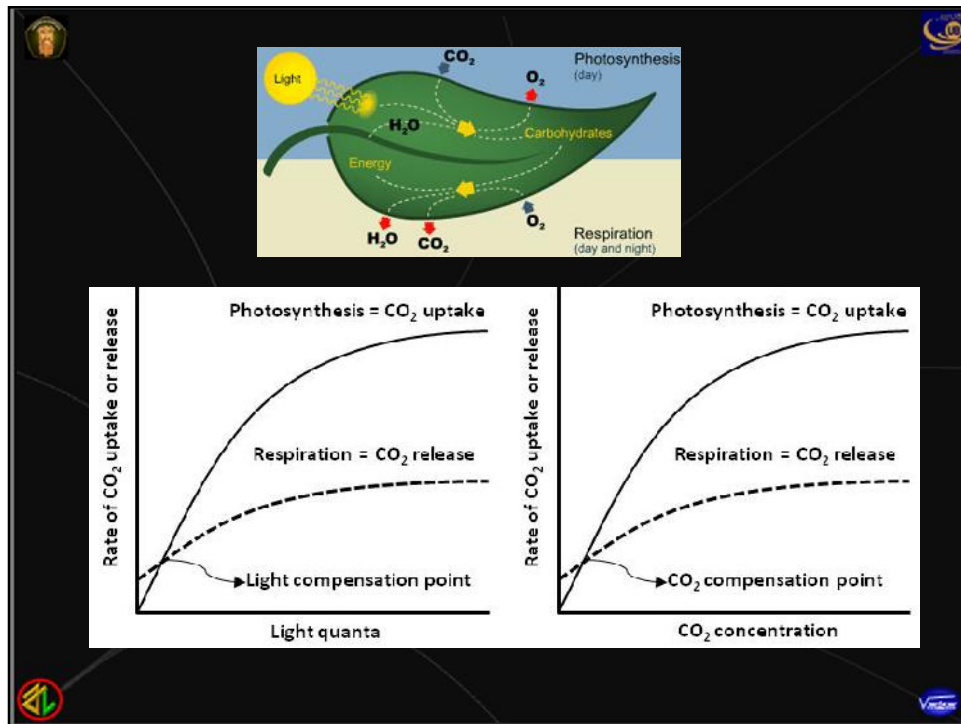 CO₂
Photosynthesis
(day)
Light
O₂
H₂O
Carbohydrates
Energy
O₂
H₂O
CO₂
Respiration
(day and night)
Rate of CO₂ uptake or release
Photosynthesis = CO₂ uptake
Respiration = CO₂ release
Light compensation point
Light quanta
Rate of CO₂ uptake or release
Photosynthesis = CO₂ uptake
Respiration = CO₂ release
CO₂ compensation point
CO₂ concentration